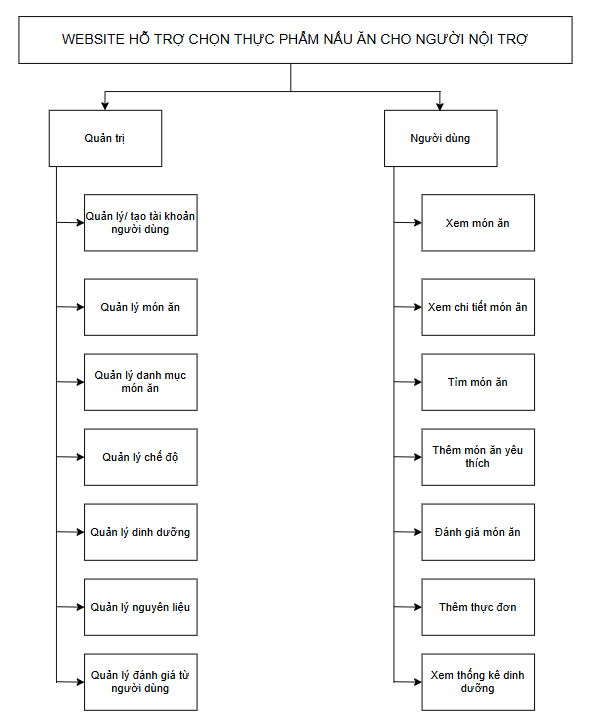 WEBSITE HỖ TRỢ CHỌN THỰC PHẨM NẤU ĂN CHO NGƯỜI NỘI TRỢ
Quản trị
Quản lý/ tạo tài khoản
người dùng
Quản lý món ăn
Quản lý danh mục
món ăn
Quản lý chế độ
Quản lý dinh dưỡng
Quản lý nguyên liệu
Quản lý đánh giá từ
người dùng
Người dùng
Xem món ăn
Xem chi tiết món ăn
Tìm món ăn
Thêm món ăn yêu
thích
Đánh giá món ăn
Thêm thực đơn
Xem thống kê dinh
dưỡng